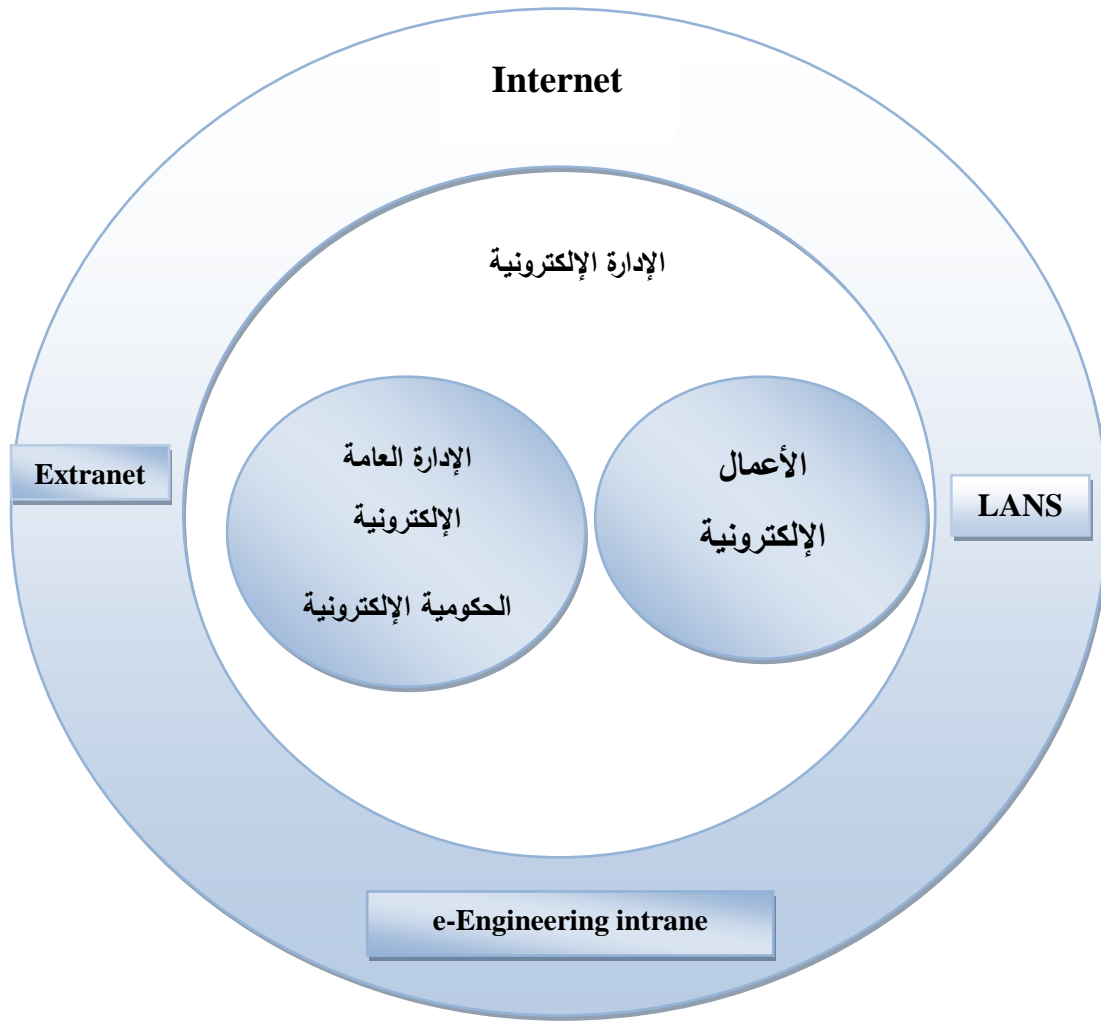 Internet
الإدارة الإلكترونية
الأعمال
الإلكترونية
الإدارة العامة
الإلكترونية
الحكومية الإلكترونية
Extranet
LANS
e-Engineering intrane